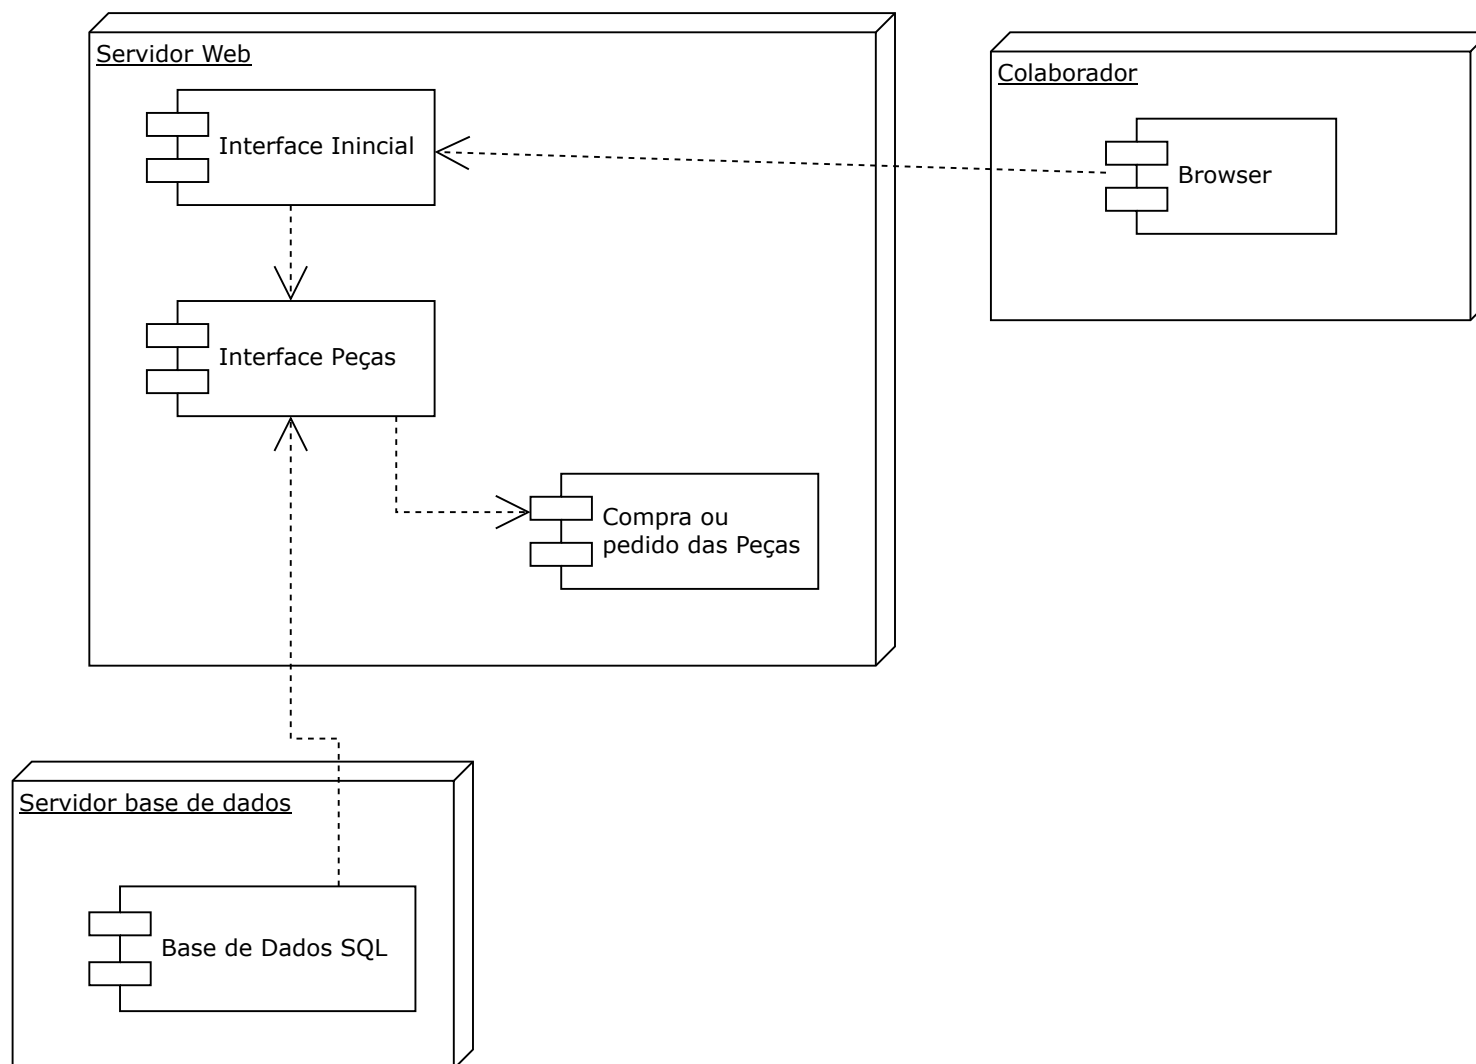 Servidor Web
Interface Inincial
Interface Peças
Compra ou
pedido das Peças
Colaborador
Browser
Servidor base de dados
Base de Dados SQL